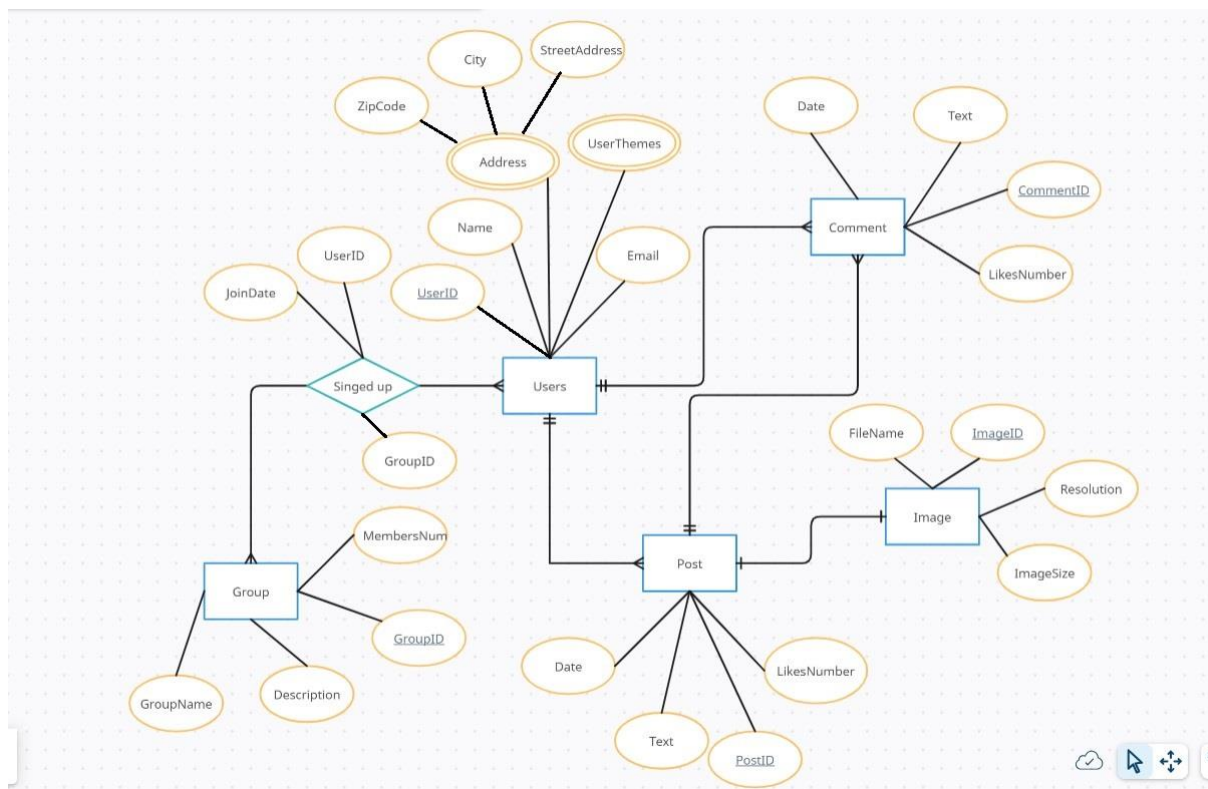 StreetAddress
City
ZipCode
Address
UserThemes
Date
Text
CommentID
Comment
LikesNumber
Name
Email
UserID
JoinDate
UserID
Singed up
Users
GroupID
FileName
ImageID
Resolution
Image
ImageSize
MembersNum
Group
GroupID
GroupName
Description
Post
Date
LikesNumber
Text
PostID